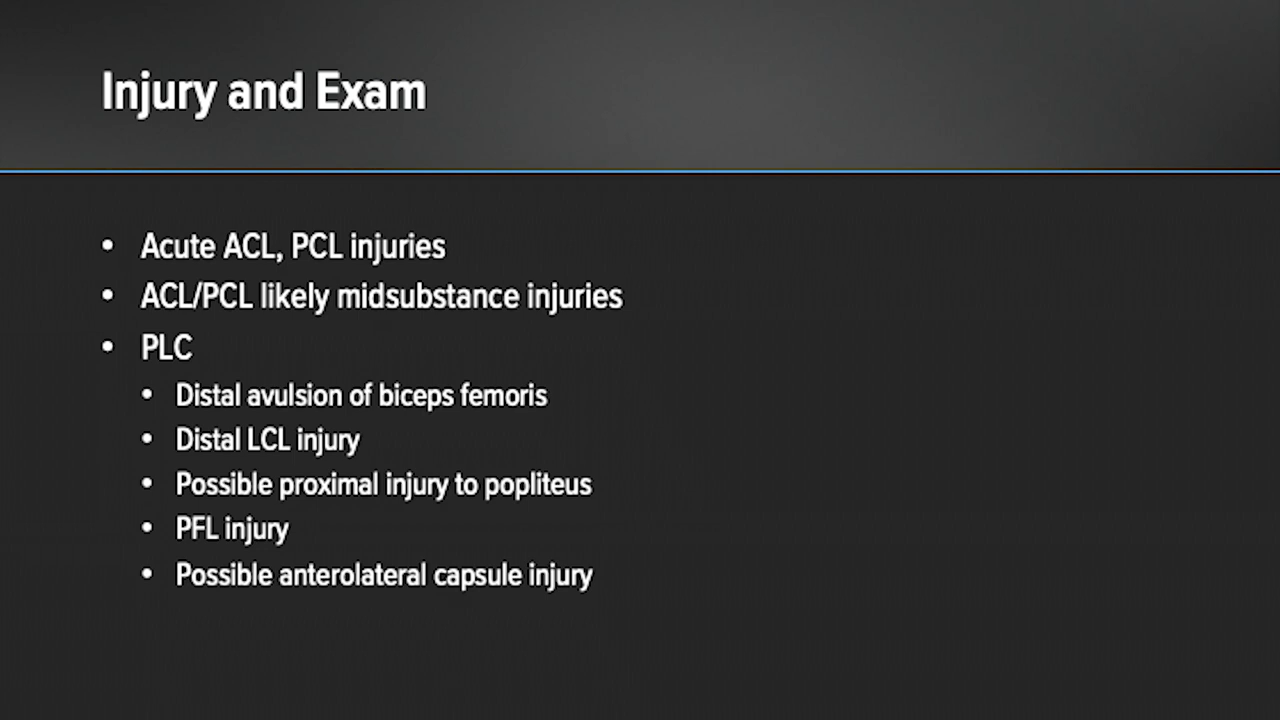 Injury and Exam
• Acute ACL, PCL injuries
• ACL/PCL likely midsubstance injuries
• PLC
• Distal avulsion of biceps femoris
• Distal LCL injury
• Possible proximal injury to popliteus
• PFL injury
• Possible anterolateral capsule injury